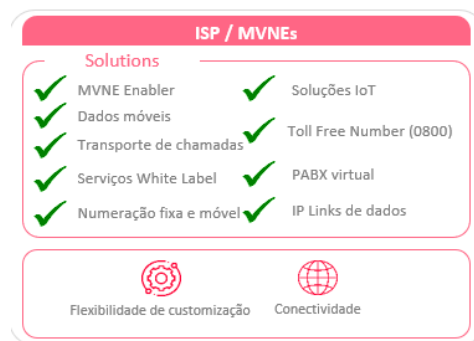 ISP / MVNEs
Solutions
MVNE Enabler
Dados móveis
Transporte de chamadas
Serviços White Label
Numeração fixa e móvel
Soluções IoT
Toll Free Number (0800)
PABX virtual
IP Links de dados
Flexibilidade de customização
Conectividade